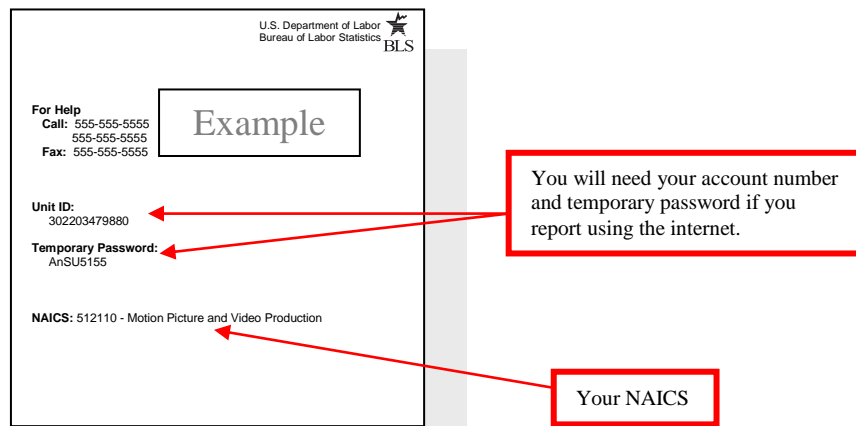 U.S. Department of Labor
Bureau of Labor Statistics
BLS
For Help
Call: 555-555-5555
555-555-5555
Fax: 555-555-5555
Example
Unit ID:
302203479880
Temporary Password:
AnSU5155
NAICS: 512110 - Motion Picture and Video Production
You will need your account number
and temporary password if you
report using the internet.
Your NAICS